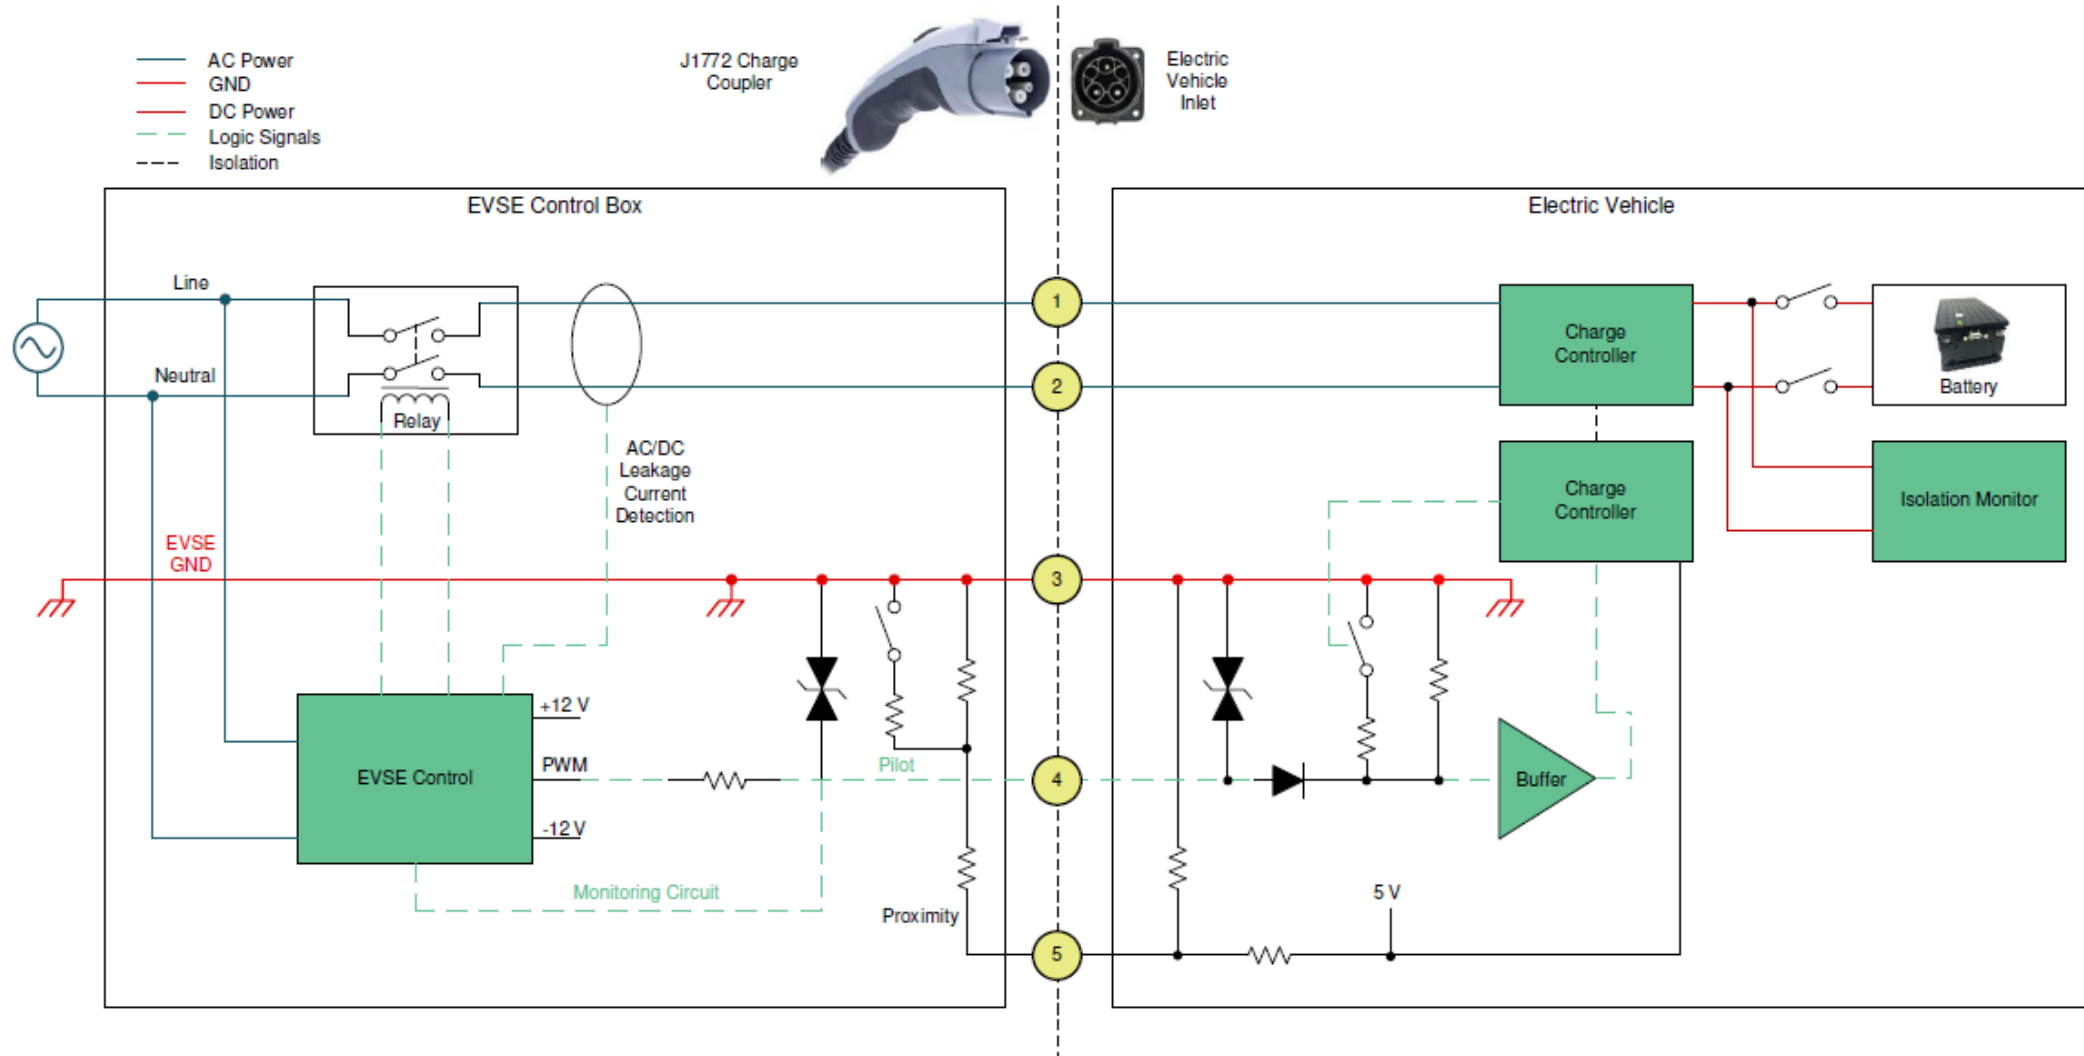 AC Power
GND
DC Power
Logic Signals
Isolation
J1772 Charge
Coupler
Electric
Vehicle
Inlet
EVSE Control Box
Electric Vehicle
Line
Neutral
Relay
AC/DC
Leakage
Current
Detection
EVSE
GND
1
2
3
4
5
Charge
Controller
Battery
Charge
Controller
Isolation Monitor
+12 V
PWM
-12 V
EVSE Control
Pilot
Buffer
Monitoring Circuit
Proximity
5 V